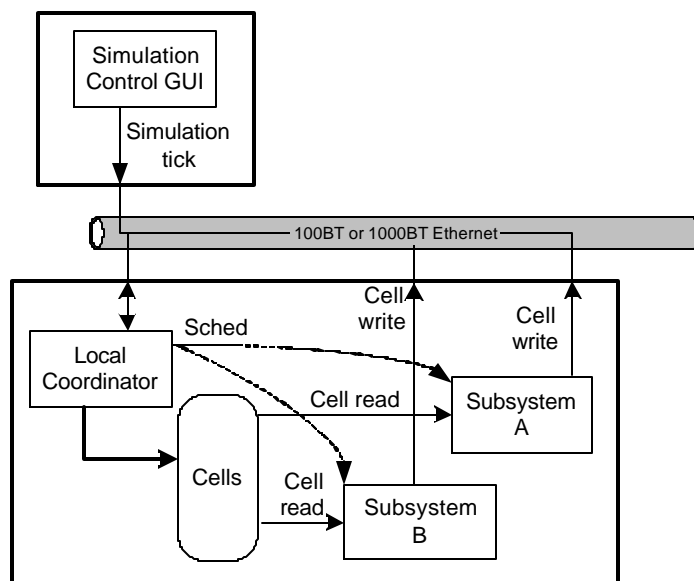 Simulation
Control GUI
Simulation
tick
100BT or 1000BT Ethernet
Cell
write
Cell
write
Sched
Local
Coordinator
Subsystem
A
Cell read
Cells
Cell
read
Subsystem
B